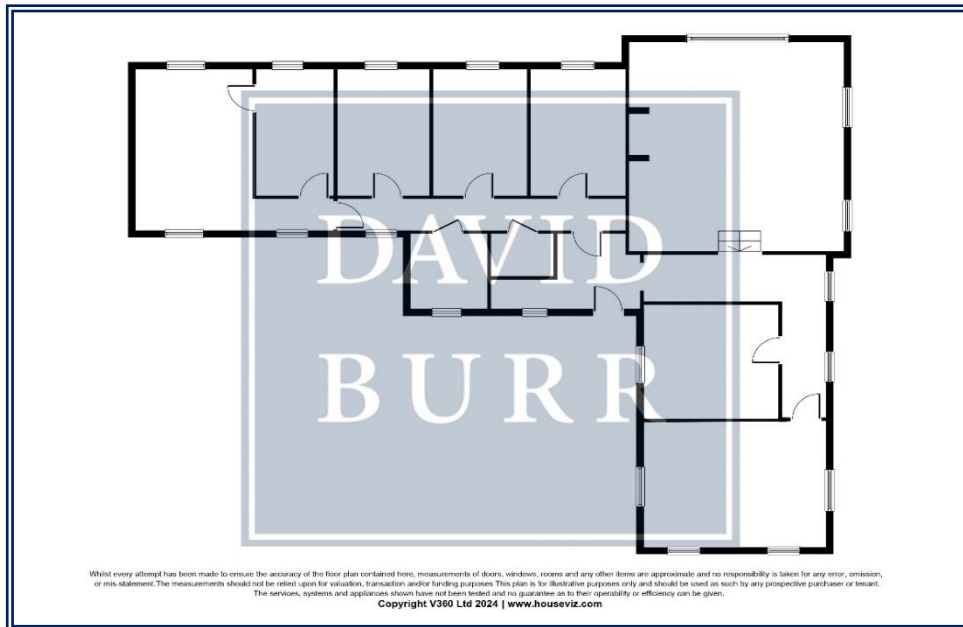 DAVID
BURR
Whilst every attempt has been made to ensure the accuracy of the floor plan contained here, measurements of doors, windows, rooms and any other items are approximate and no responsibility is taken for any error, omission,
or mis-statement. The measurements should not be relied upon for valuation, transaction and/or funding purposes This plan is for illustrative purposes only and should be used as such by any prospective purchaser or tenant.
The services, systems and appliances shown have not been tested and no guarantee as to their operability or efficiency can be given.
Copyright V360 Ltd 2024 | www.houseviz.com